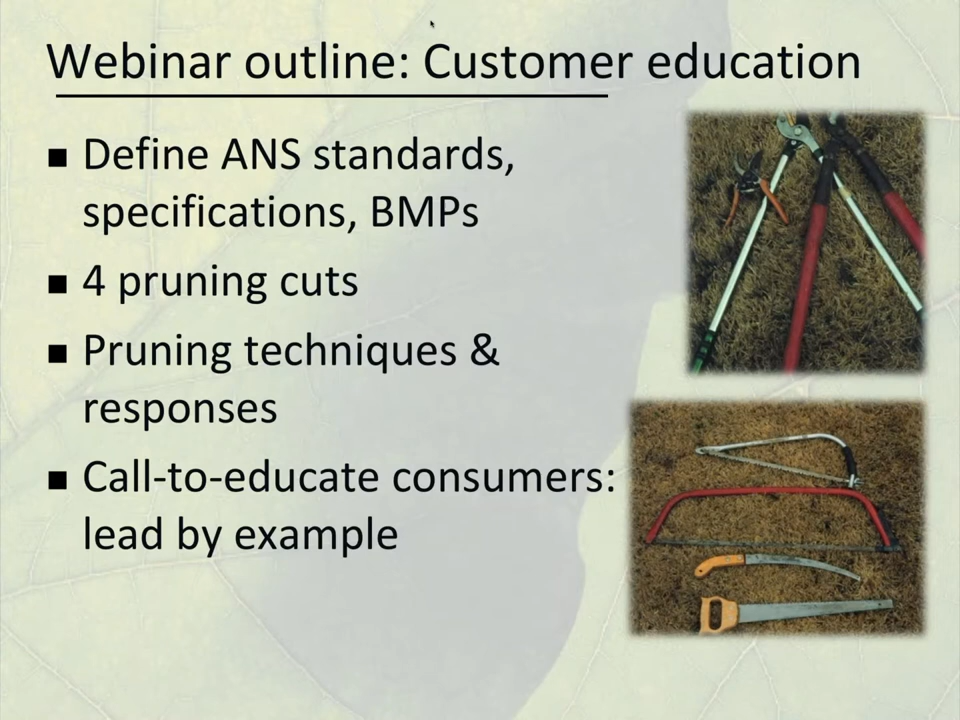 Webinar outline: Customer education
Define ANS standards,
specifications, BMPs
4 pruning cuts
Pruning techniques &
responses
Call-to-educate consumers:
lead by example